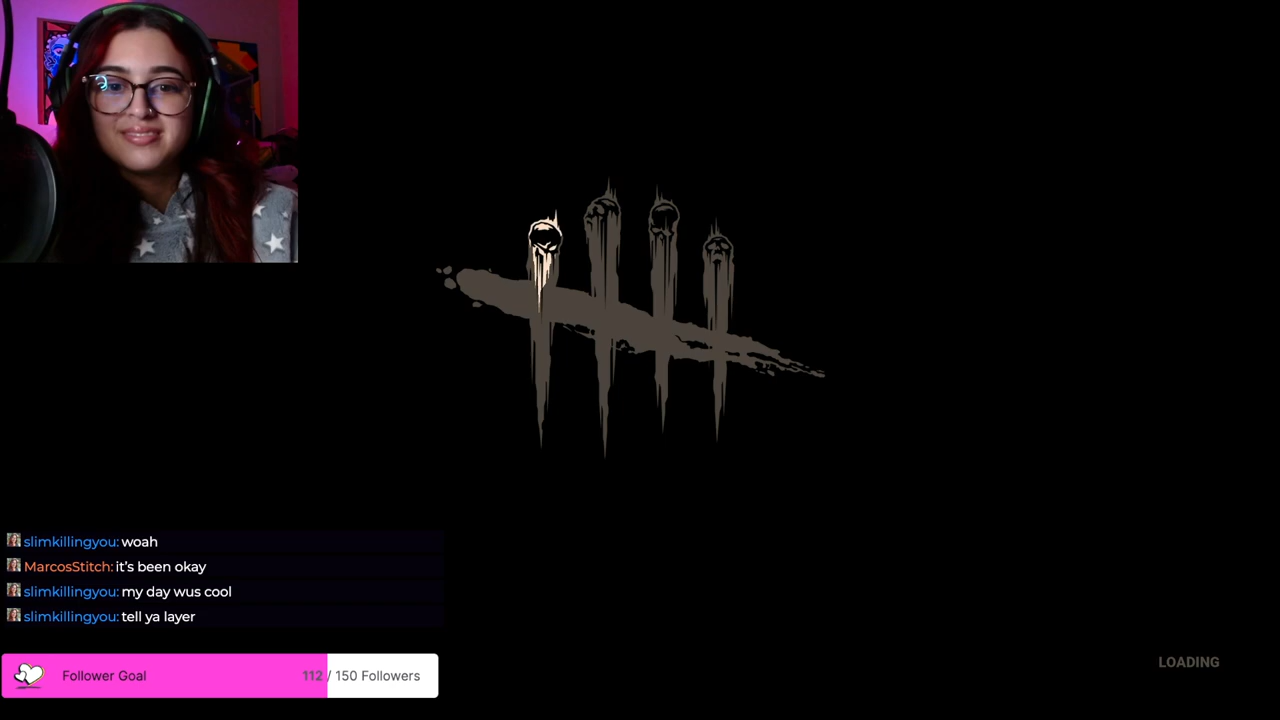 slimkillingyou: woah
MarcosStitch: it's been okay
slimkillingyou: my day wus cool
slimkillingyou: tell ya layer
Follower Goal 112 / 150 Followers
LOADING